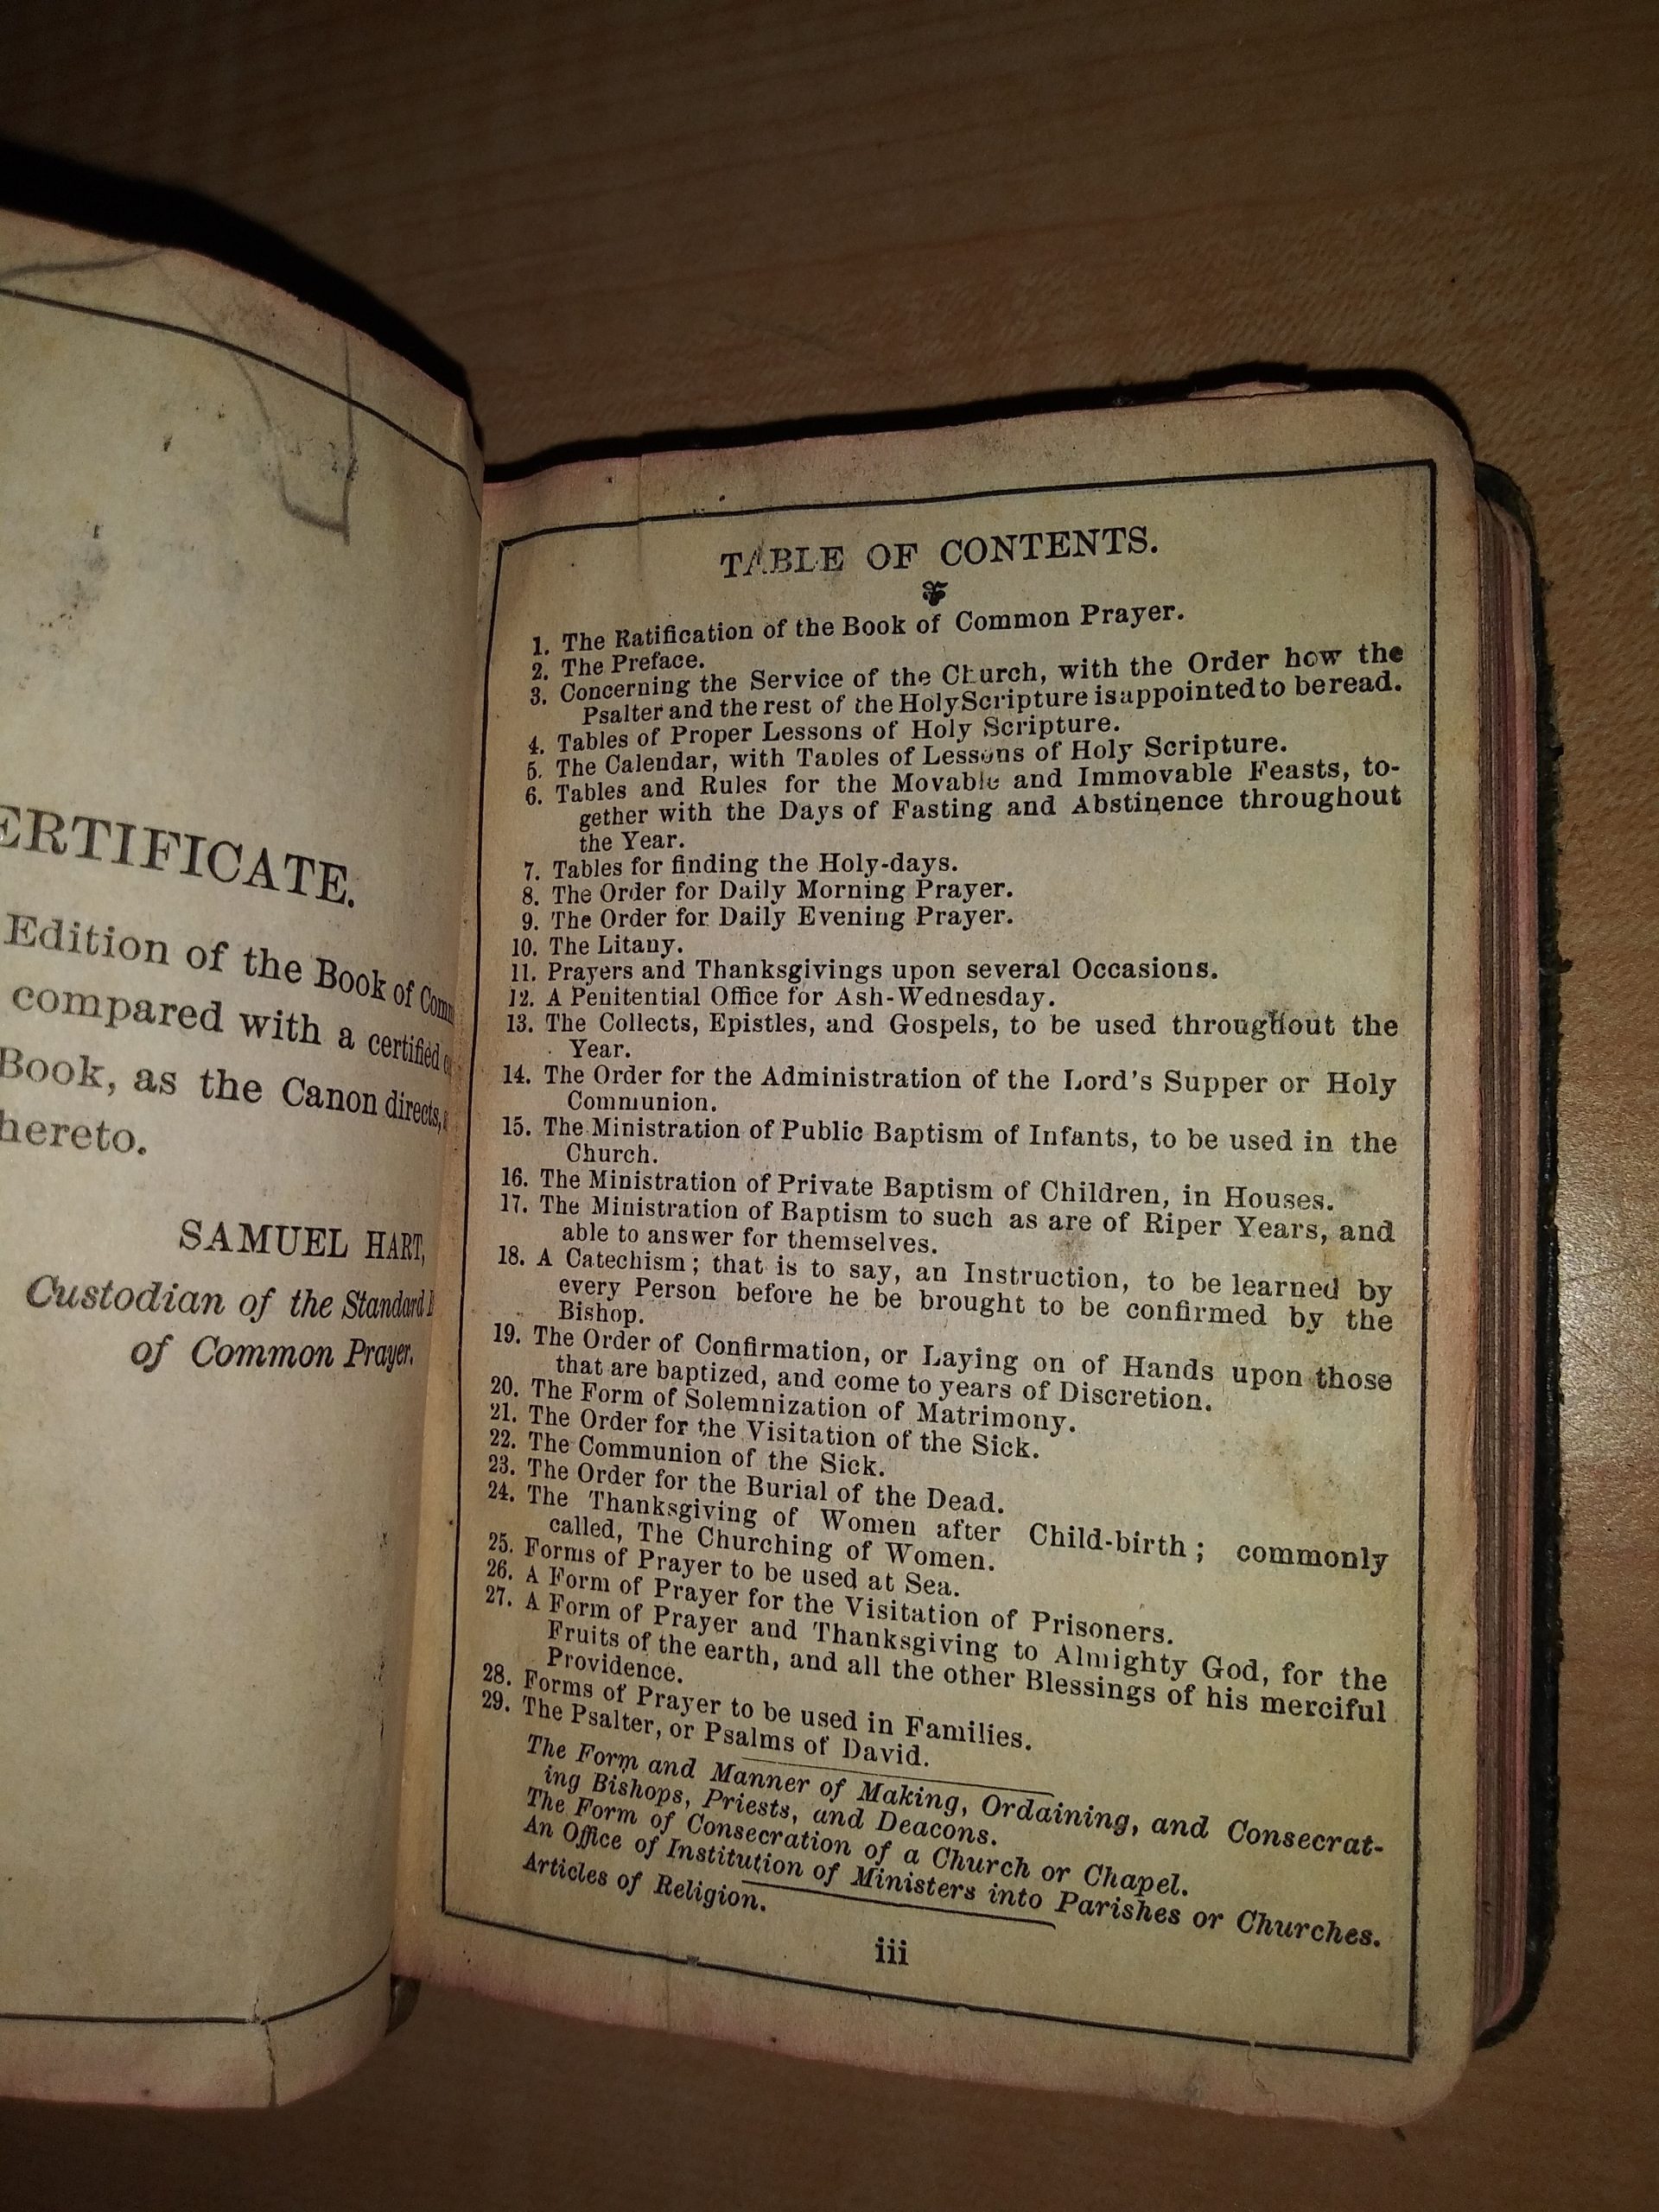 ERTIFICATE.
Edition of the Book of Comm
compared with a certified
Book, as the Canon directs,
hereto.
SAMUEL HART,
Custodian of the Standard
of Common Prayer.
TABLE OF CONTENTS.
1. The Ratification of the Book of Common Prayer.
2. The Preface.
3. Concerning the Service of the Church, with the Order how the
Psalter and the rest of the Holy Scripture is appointed to be read.
4. Tables of Proper Lessons of Holy Scripture.
5. The Calendar, with Tables of Lessons of Holy Scripture.
6. Tables and Rules for the Movable and Immovable Feasts, to-
gether with the Days of Fasting and Abstinence throughout
the Year.
7. Tables for finding the Holy-days.
8. The Order for Daily Morning Prayer.
9. The Order for Daily Evening Prayer.
10. The Litany.
11. Prayers and Thanksgivings upon several Occasions.
12. A Penitential Office for Ash-Wednesday.
13. The Collects, Epistles, and Gospels, to be used throughout the
Year.
14. The Order for the Administration of the Lord's Supper or Holy
Communion.
15. The Ministration of Public Baptism of Infants, to be used in the
Church.
16. The Ministration of Private Baptism of Children, in Houses.
17. The Ministration of Baptism to such as are of Riper Years, and
able to answer for themselves.
18. A Catechism; that is to say, an Instruction, to be learned by
every Person before he be brought to be confirmed by the
Bishop.
19. The Order of Confirmation, or Laying on of Hands upon those
that are baptized, and come to years of Discretion.
20. The Form of Solemnization of Matrimony.
21. The Order for the Visitation of the Sick.
22. The Communion of the Sick.
23. The Order for the Burial of the Dead.
24. The Thanksgiving of Women after Child-birth; commonly
called, The Churching of Women.
25. Forms of Prayer to be used at Sea.
26. A Form of Prayer for the Visitation of Prisoners.
27. A Form of Prayer and Thanksgiving to Almighty God, for the
Fruits of the earth, and all the other Blessings of his merciful
Providence.
28. Forms of Prayer to be used in Families.
29. The Psalter, or Psalms of David.
The Form and Manner of Making, Ordaining, and Consecrat-
ing Bishops, Priests, and Deacons.
The Form of Consecration of a Church or Chapel.
An Office of Institution of Ministers into Parishes or Churches.
Articles of Religion.
iii